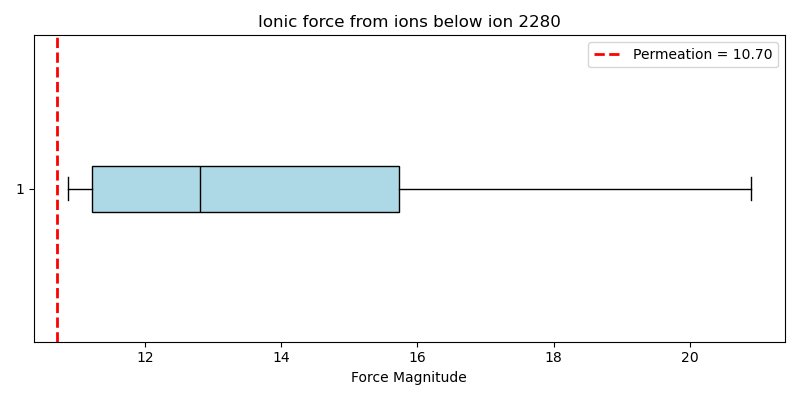 Ionic force from ions below ion 2280
Permeation = 10.70
1
12 14 16 18 20
Force Magnitude